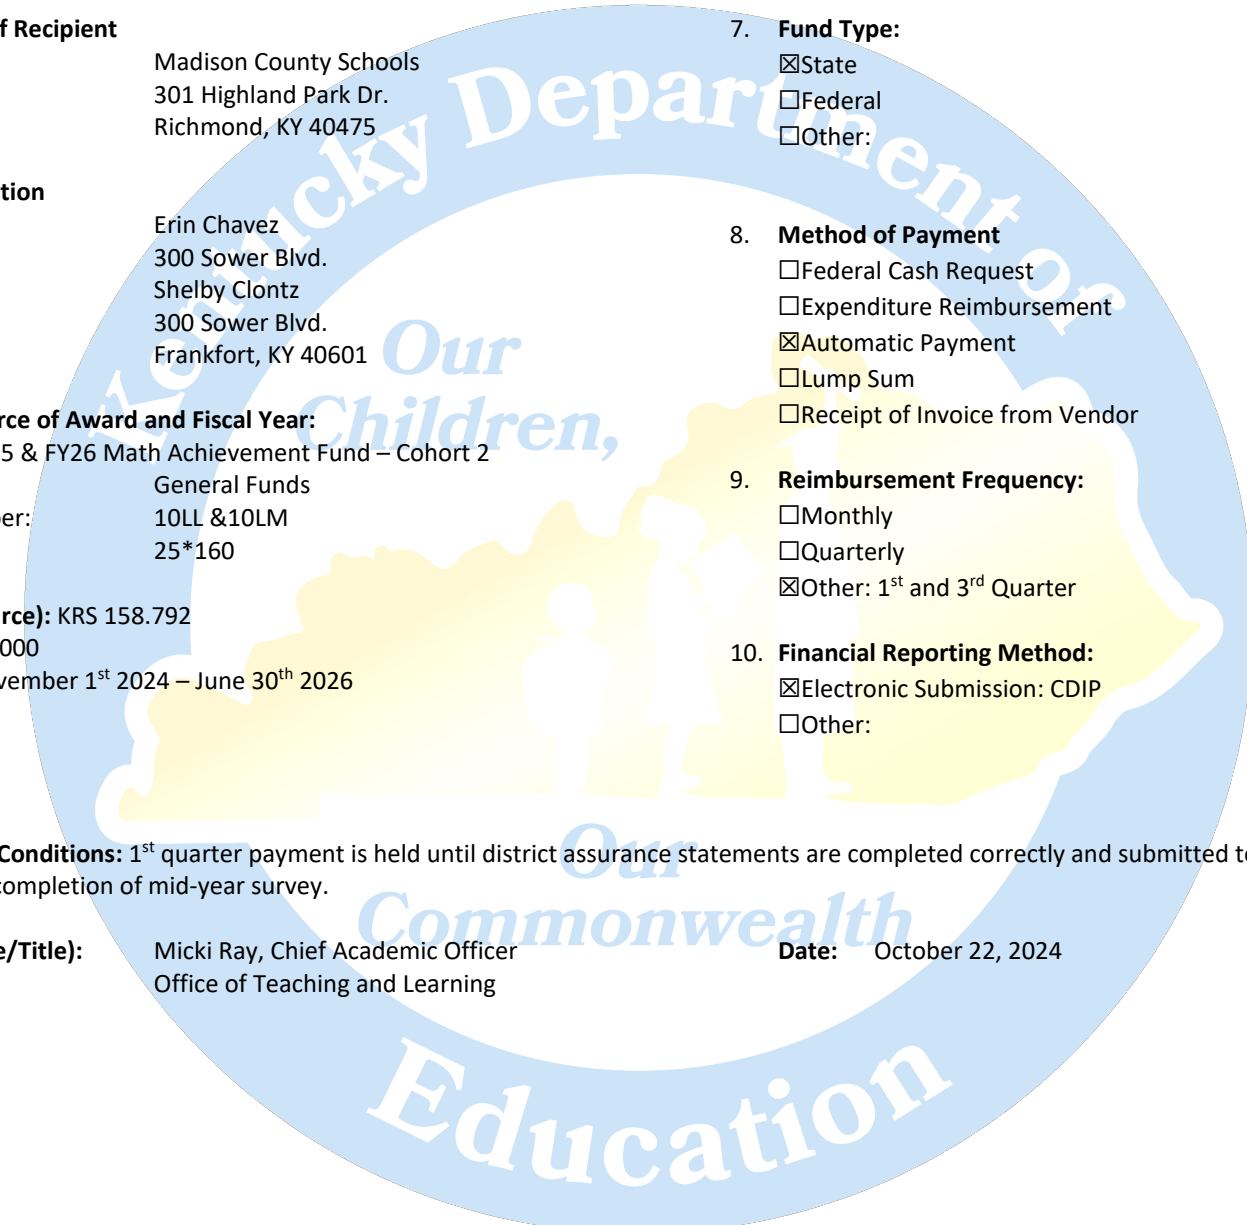 f Recipient
Madison County Schools
301 Highland Park Dr.
Richmond, KY 40475
tion
Erin Chavez
300 Sower Blvd.
Shelby Clontz
300 Sower Blvd.
Frankfort, KY 40601
rce of Award and Fiscal Year:
5 & FY26 Math Achievement Fund – Cohort 2
General Funds
er: 10LL &10LM
25*160
rce): KRS 158.792
000
vember 1st 2024 – June 30th 2026
7. Fund Type:
☒State
☐Federal
☐Other:
8. Method of Payment
☐Federal Cash Request
☐Expenditure Reimbursement
☒Automatic Payment
☐Lump Sum
☐Receipt of Invoice from Vendor
9. Reimbursement Frequency:
☐Monthly
☐Quarterly
☒Other: 1st and 3rd Quarter
10. Financial Reporting Method:
☒Electronic Submission: CDIP
☐Other:
Conditions: 1st quarter payment is held until district assurance statements are completed correctly and submitted t
completion of mid-year survey.
e/Title): Micki Ray, Chief Academic Officer Date: October 22, 2024
Office of Teaching and Learning
Kentucky Department of
Education
Our
Children,
Our
Commonwealth